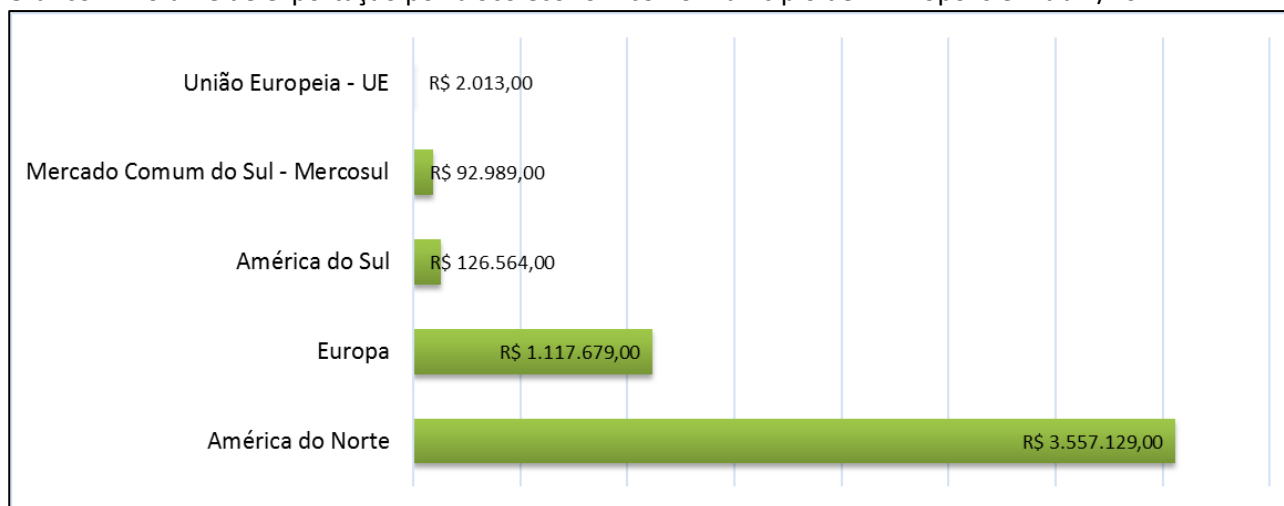 União Europeia - UE R$ 2.013,00
Mercado Comum do Sul - Mercosul R$ 92.989,00
América do Sul R$ 126.564,00
Europa R$ 1.117.679,00
América do Norte R$ 3.557.129,00